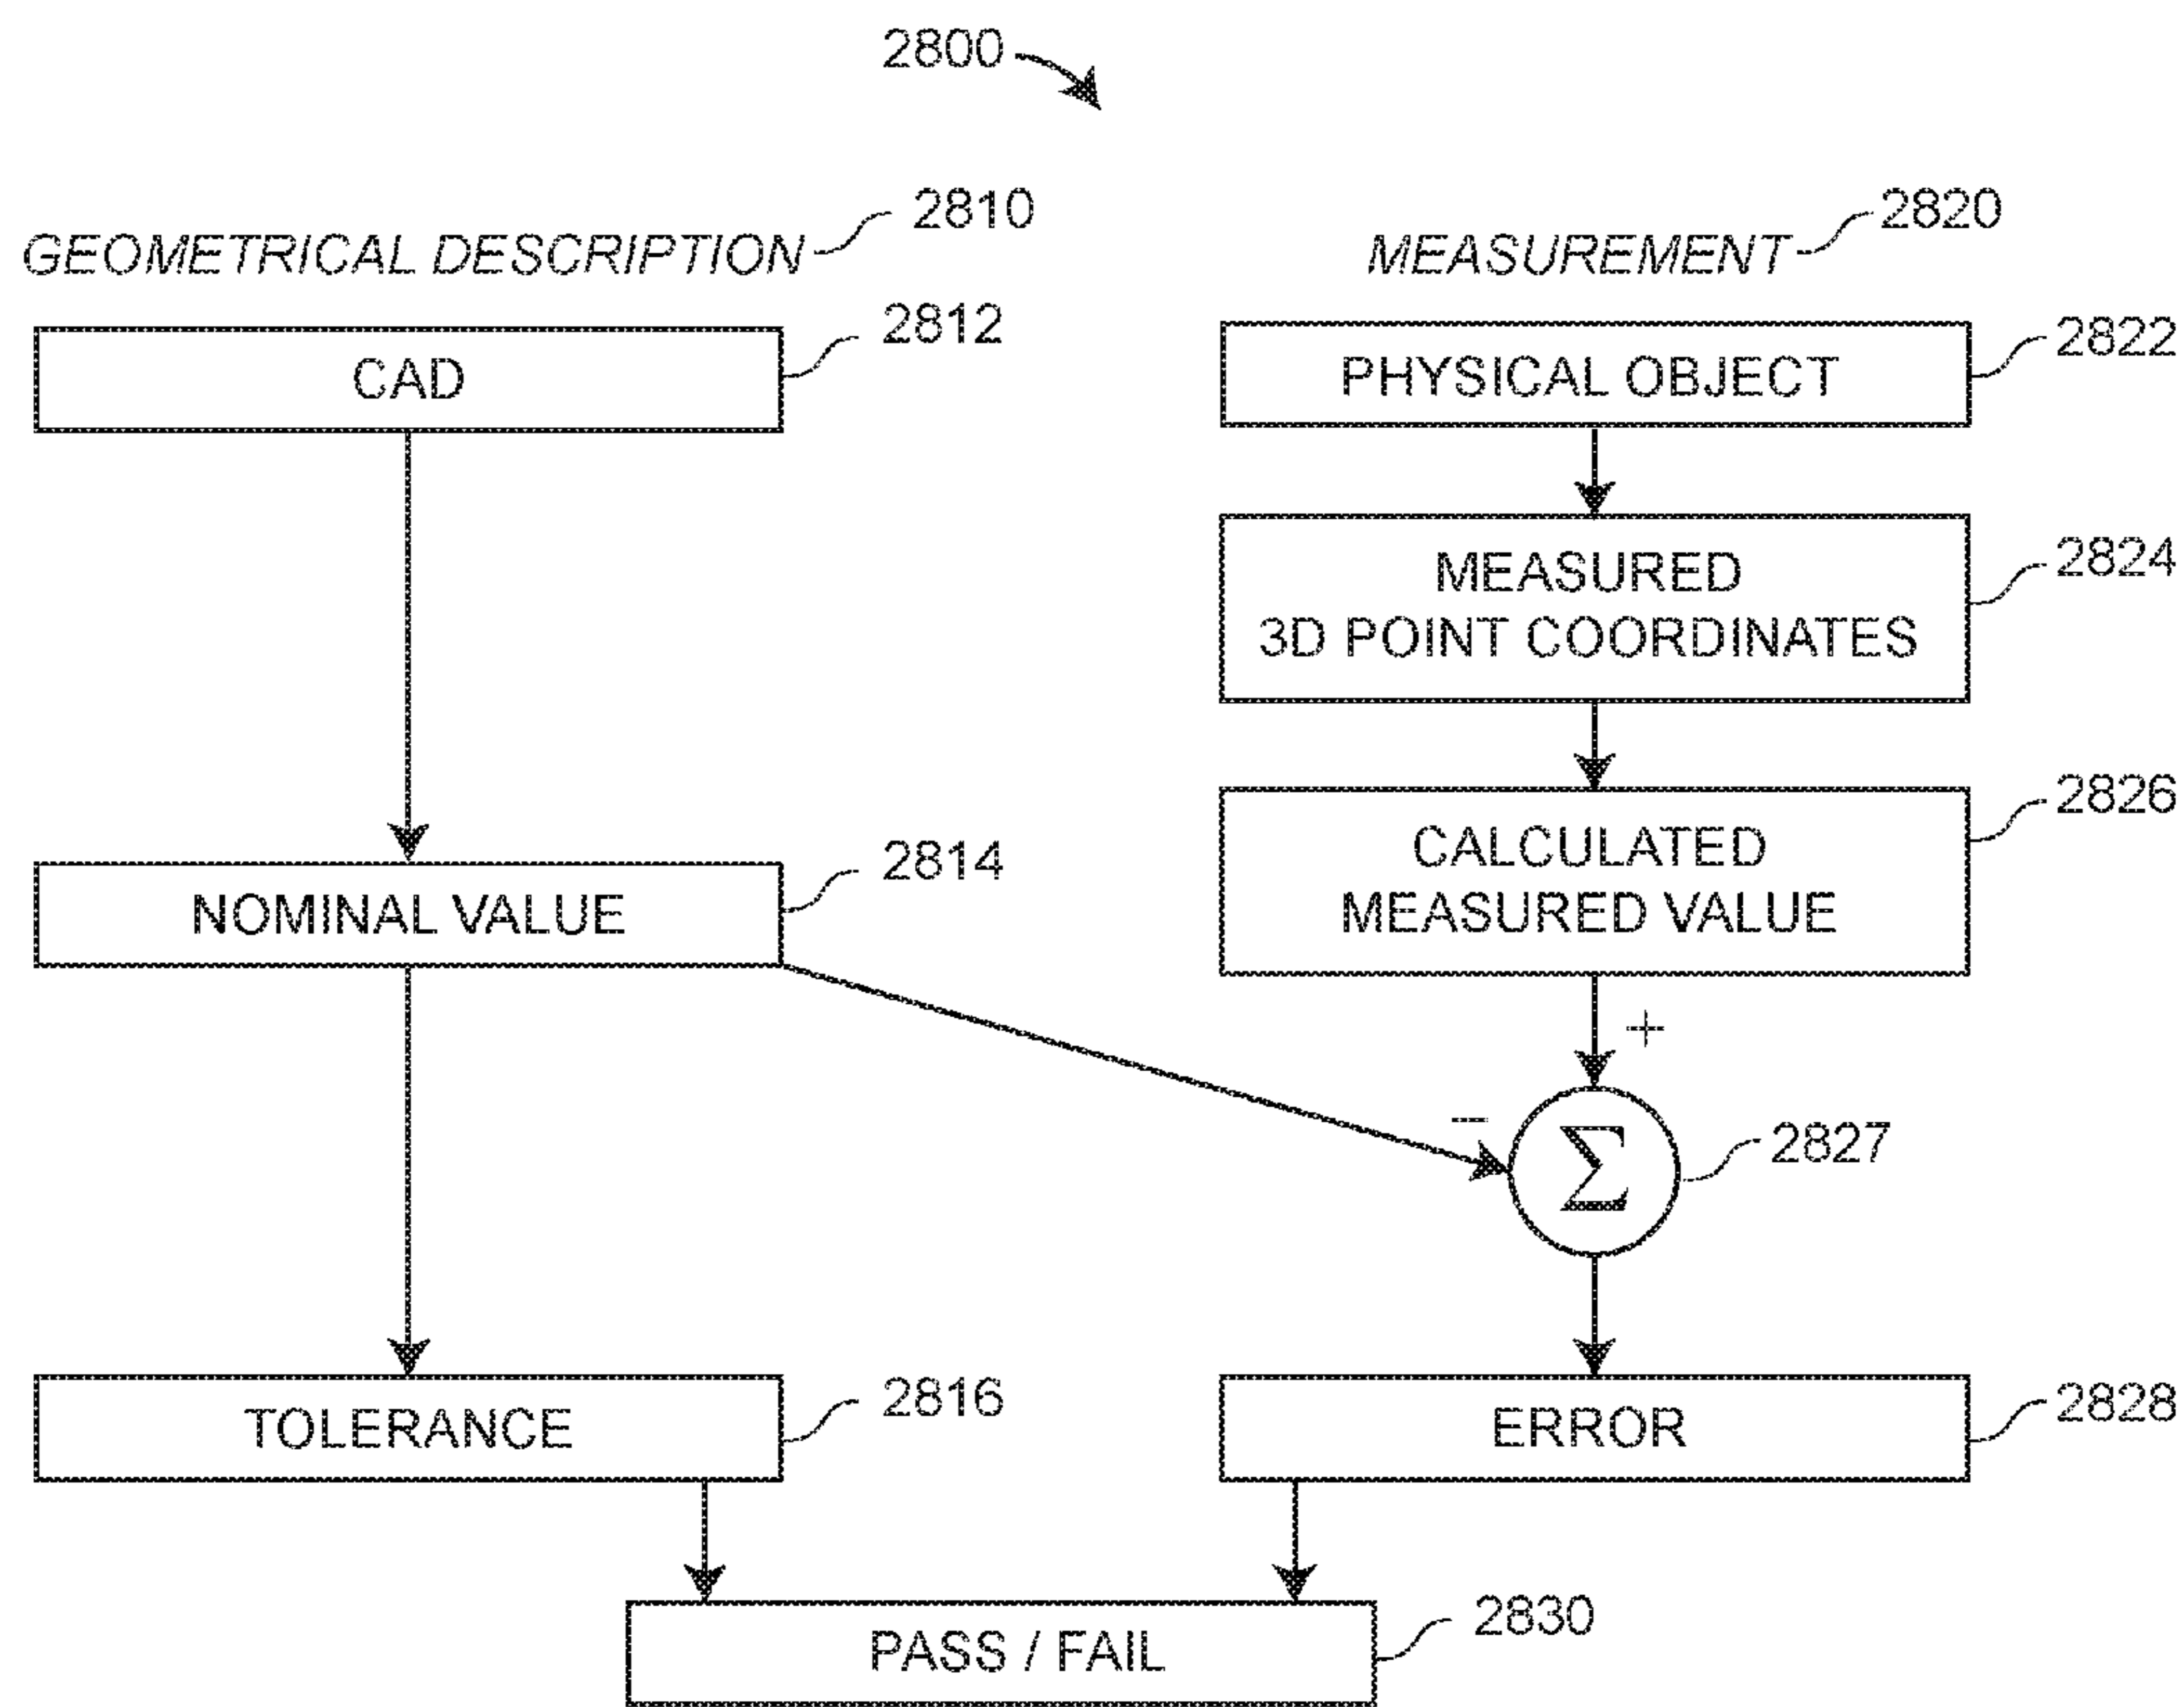 2800
GEOMETRICAL DESCRIPTION 2810
MEASUREMENT 2820
CAD 2812
PHYSICAL OBJECT 2822
MEASURED 2824
3D POINT COORDINATES
CALCULATED 2826
MEASURED VALUE
NOMINAL VALUE 2814
+
−
Σ 2827
TOLERANCE 2816
ERROR 2828
PASS / FAIL 2830